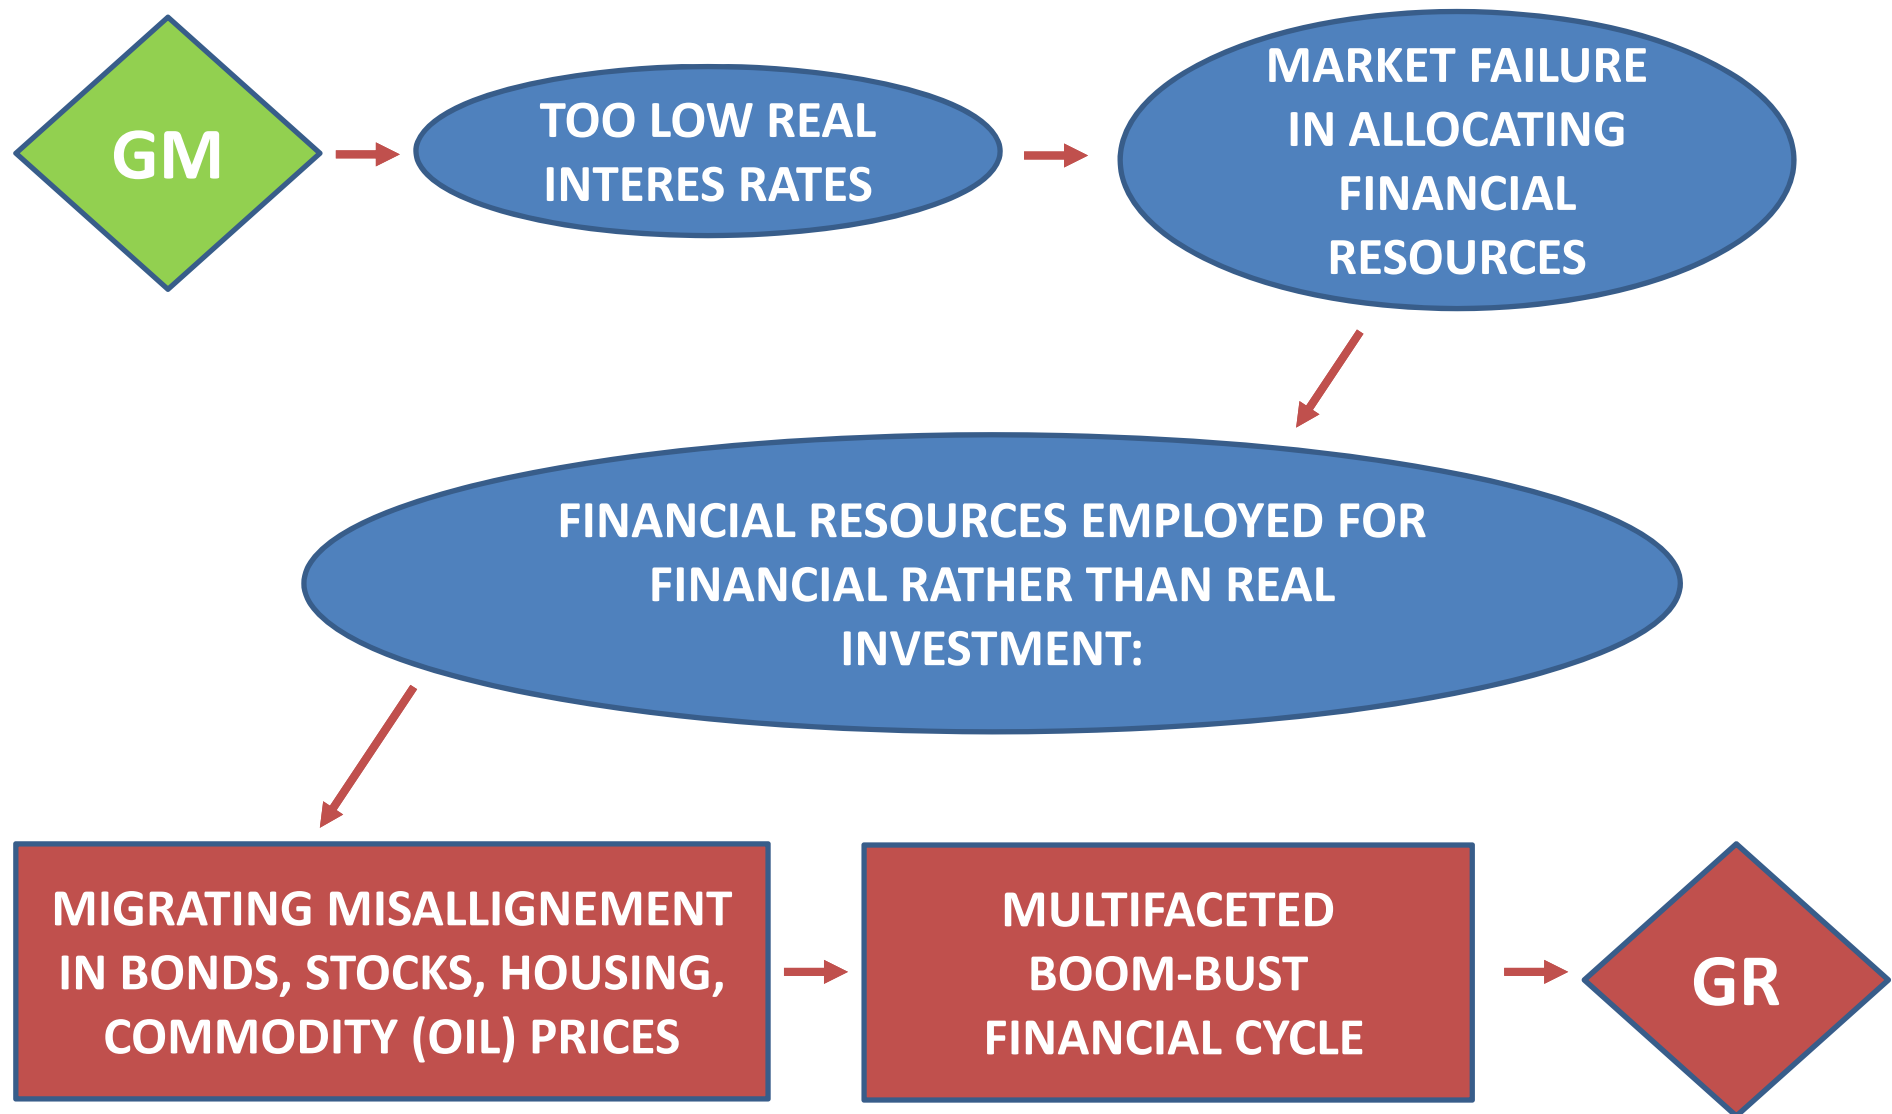 GM
TOO LOW REAL
INTERES RATES
MARKET FAILURE
IN ALLOCATING
FINANCIAL
RESOURCES
FINANCIAL RESOURCES EMPLOYED FOR
FINANCIAL RATHER THAN REAL
INVESTMENT:
MIGRATING MISALLIGNEMENT
IN BONDS, STOCKS, HOUSING,
COMMODITY (OIL) PRICES
MULTIFACETED
BOOM-BUST
FINANCIAL CYCLE
GR